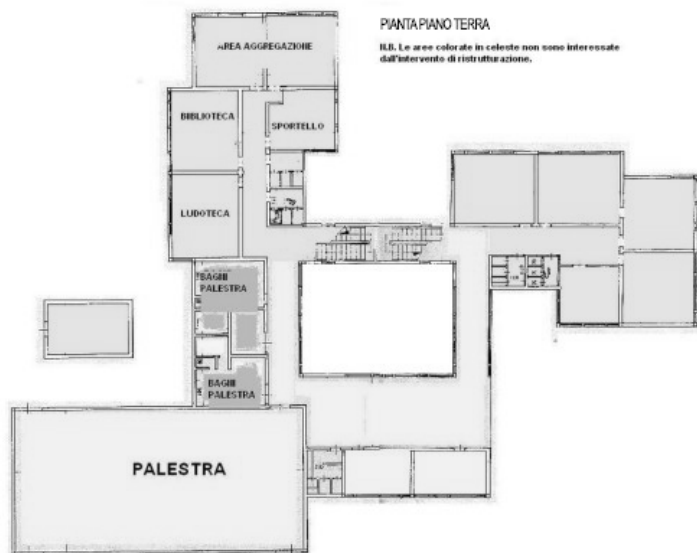 PIANTA PIANO TERRA
N.B. Le aree colorate in celeste non sono interessate
dall'intervento di ristrutturazione.
AREA AGGREGAZIONE
BIBLIOTECA
SPORTELLO
LUDOTECA
BAGNI
PALESTRA
BAGNI
PALESTRA
PALESTRA